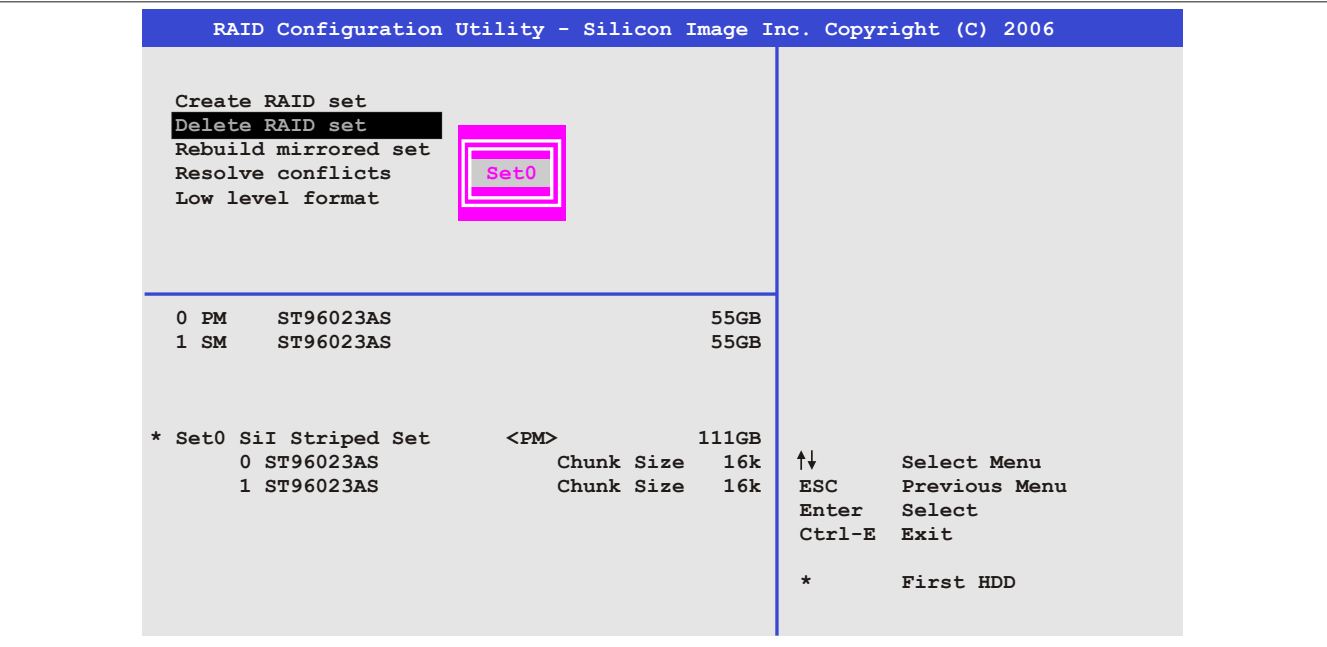 RAID Configuration Utility - Silicon Image Inc. Copyright (C) 2006
Create RAID set
Delete RAID set
Rebuild mirrored set
Resolve conflicts
Low level format
Set0
0 PM ST96023AS 55GB
1 SM ST96023AS 55GB
* Set0 SiI Striped Set <PM> 111GB
0 ST96023AS Chunk Size 16k
1 ST96023AS Chunk Size 16k
↑↓ Select Menu
ESC Previous Menu
Enter Select
Ctrl-E Exit
* First HDD